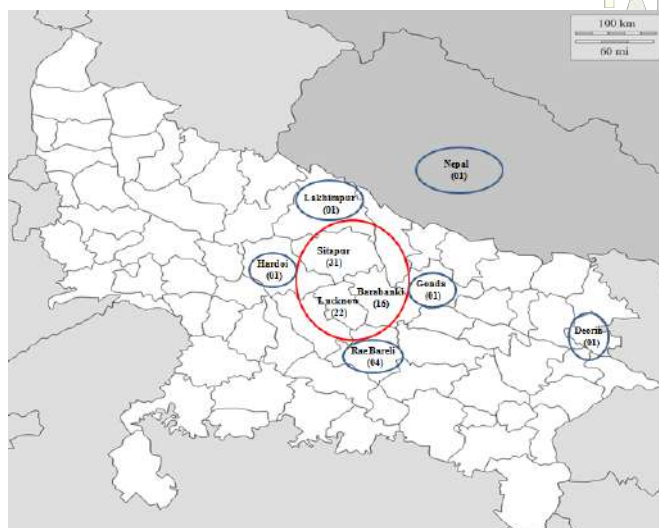 100 km
60 mi
Nepal
(01)
Lakhimpur
(01)
Sitapur
(31)
Hardoi
(01)
Gonda
(01)
Barabanki
(16)
Lucknow
(22)
Deoria
(01)
RaeBareli
(04)